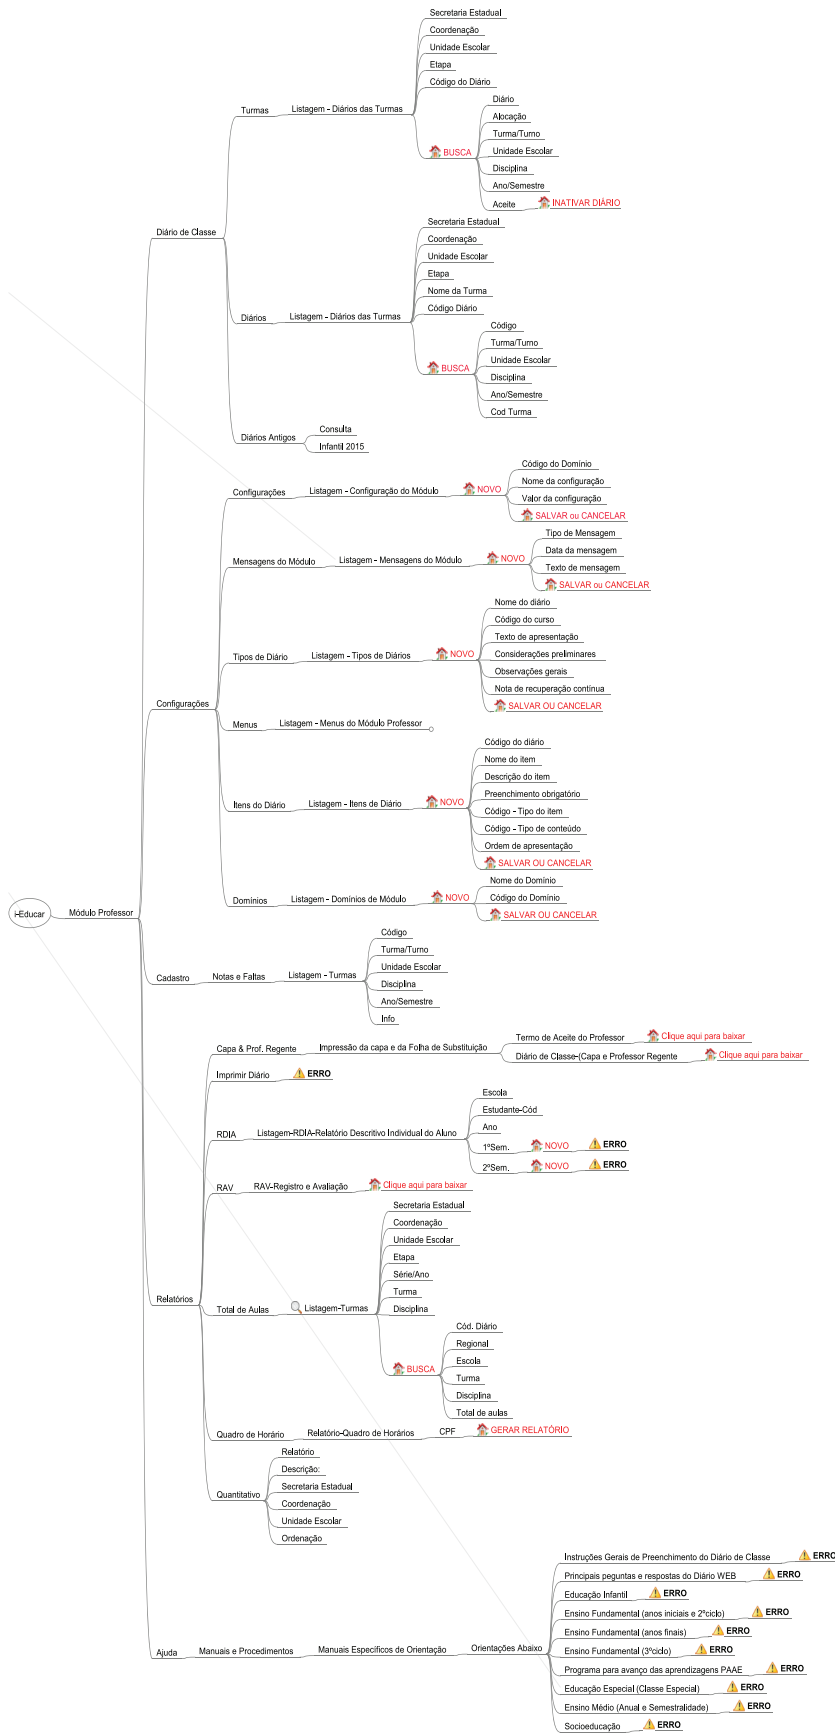 i-Educar
Módulo Professor
Diário de Classe
Turmas
Listagem - Diários das Turmas
Secretaria Estadual
Coordenação
Unidade Escolar
Etapa
Código do Diário
BUSCA
Diário
Alocação
Turma/Turno
Unidade Escolar
Disciplina
Ano/Semestre
Aceite
INATIVAR DIÁRIO
Diários
Listagem - Diários das Turmas
Secretaria Estadual
Coordenação
Unidade Escolar
Etapa
Nome da Turma
Código Diário
BUSCA
Código
Turma/Turno
Unidade Escolar
Disciplina
Ano/Semestre
Cod Turma
Diários Antigos
Consulta
Infantil 2015
Configurações
Configurações
Listagem - Configuração do Módulo
NOVO
Código do Domínio
Nome da configuração
Valor da configuração
SALVAR ou CANCELAR
Mensagens do Módulo
Listagem - Mensagens do Módulo
NOVO
Tipo de Mensagem
Data da mensagem
Texto de mensagem
SALVAR ou CANCELAR
Tipos de Diário
Listagem - Tipos de Diários
NOVO
Nome do diário
Código do curso
Texto de apresentação
Considerações preliminares
Observações gerais
Nota de recuperação contínua
SALVAR OU CANCELAR
Menus
Listagem - Menus do Módulo Professor
Ítens do Diário
Listagem - Itens de Diário
NOVO
Código do diário
Nome do item
Descrição do item
Preenchimento obrigatório
Código - Tipo do item
Código - Tipo de conteúdo
Ordem de apresentação
SALVAR OU CANCELAR
Domínios
Listagem - Domínios de Módulo
NOVO
Nome do Domínio
Código do Domínio
SALVAR OU CANCELAR
Cadastro
Notas e Faltas
Listagem - Turmas
Código
Turma/Turno
Unidade Escolar
Disciplina
Ano/Semestre
Info
Relatórios
Capa & Prof. Regente
Impressão da capa e da Folha de Substituição
Termo de Aceite do Professor
Clique aqui para baixar
Diário de Classe-(Capa e Professor Regente
Clique aqui para baixar
Imprimir Diário
ERRO
RDIA
Listagem-RDIA-Relatório Descritivo Individual do Aluno
Escola
Estudante-Cód
Ano
1ºSem.
NOVO
ERRO
2ºSem.
NOVO
ERRO
RAV
RAV-Registro e Avaliação
Clique aqui para baixar
Total de Aulas
Listagem-Turmas
Secretaria Estadual
Coordenação
Unidade Escolar
Etapa
Série/Ano
Turma
Disciplina
BUSCA
Cód. Diário
Regional
Escola
Turma
Disciplina
Total de aulas
Quadro de Horário
Relatório-Quadro de Horários
CPF
GERAR RELATÓRIO
Quantitativo
Relatório
Descrição:
Secretaria Estadual
Coordenação
Unidade Escolar
Ordenação
Ajuda
Manuais e Procedimentos
Manuais Específicos de Orientação
Orientações Abaixo
Instruções Gerais de Preenchimento do Diário de Classe
ERRO
Principais peguntas e respostas do Diário WEB
ERRO
Educação Infantil
ERRO
Ensino Fundamental (anos iniciais e 2ºciclo)
ERRO
Ensino Fundamental (anos finais)
ERRO
Ensino Fundamental (3ºciclo)
ERRO
Programa para avanço das aprendizagens PAAE
ERRO
Educação Especial (Classe Especial)
ERRO
Ensino Médio (Anual e Semestralidade)
ERRO
Socioeducação
ERRO